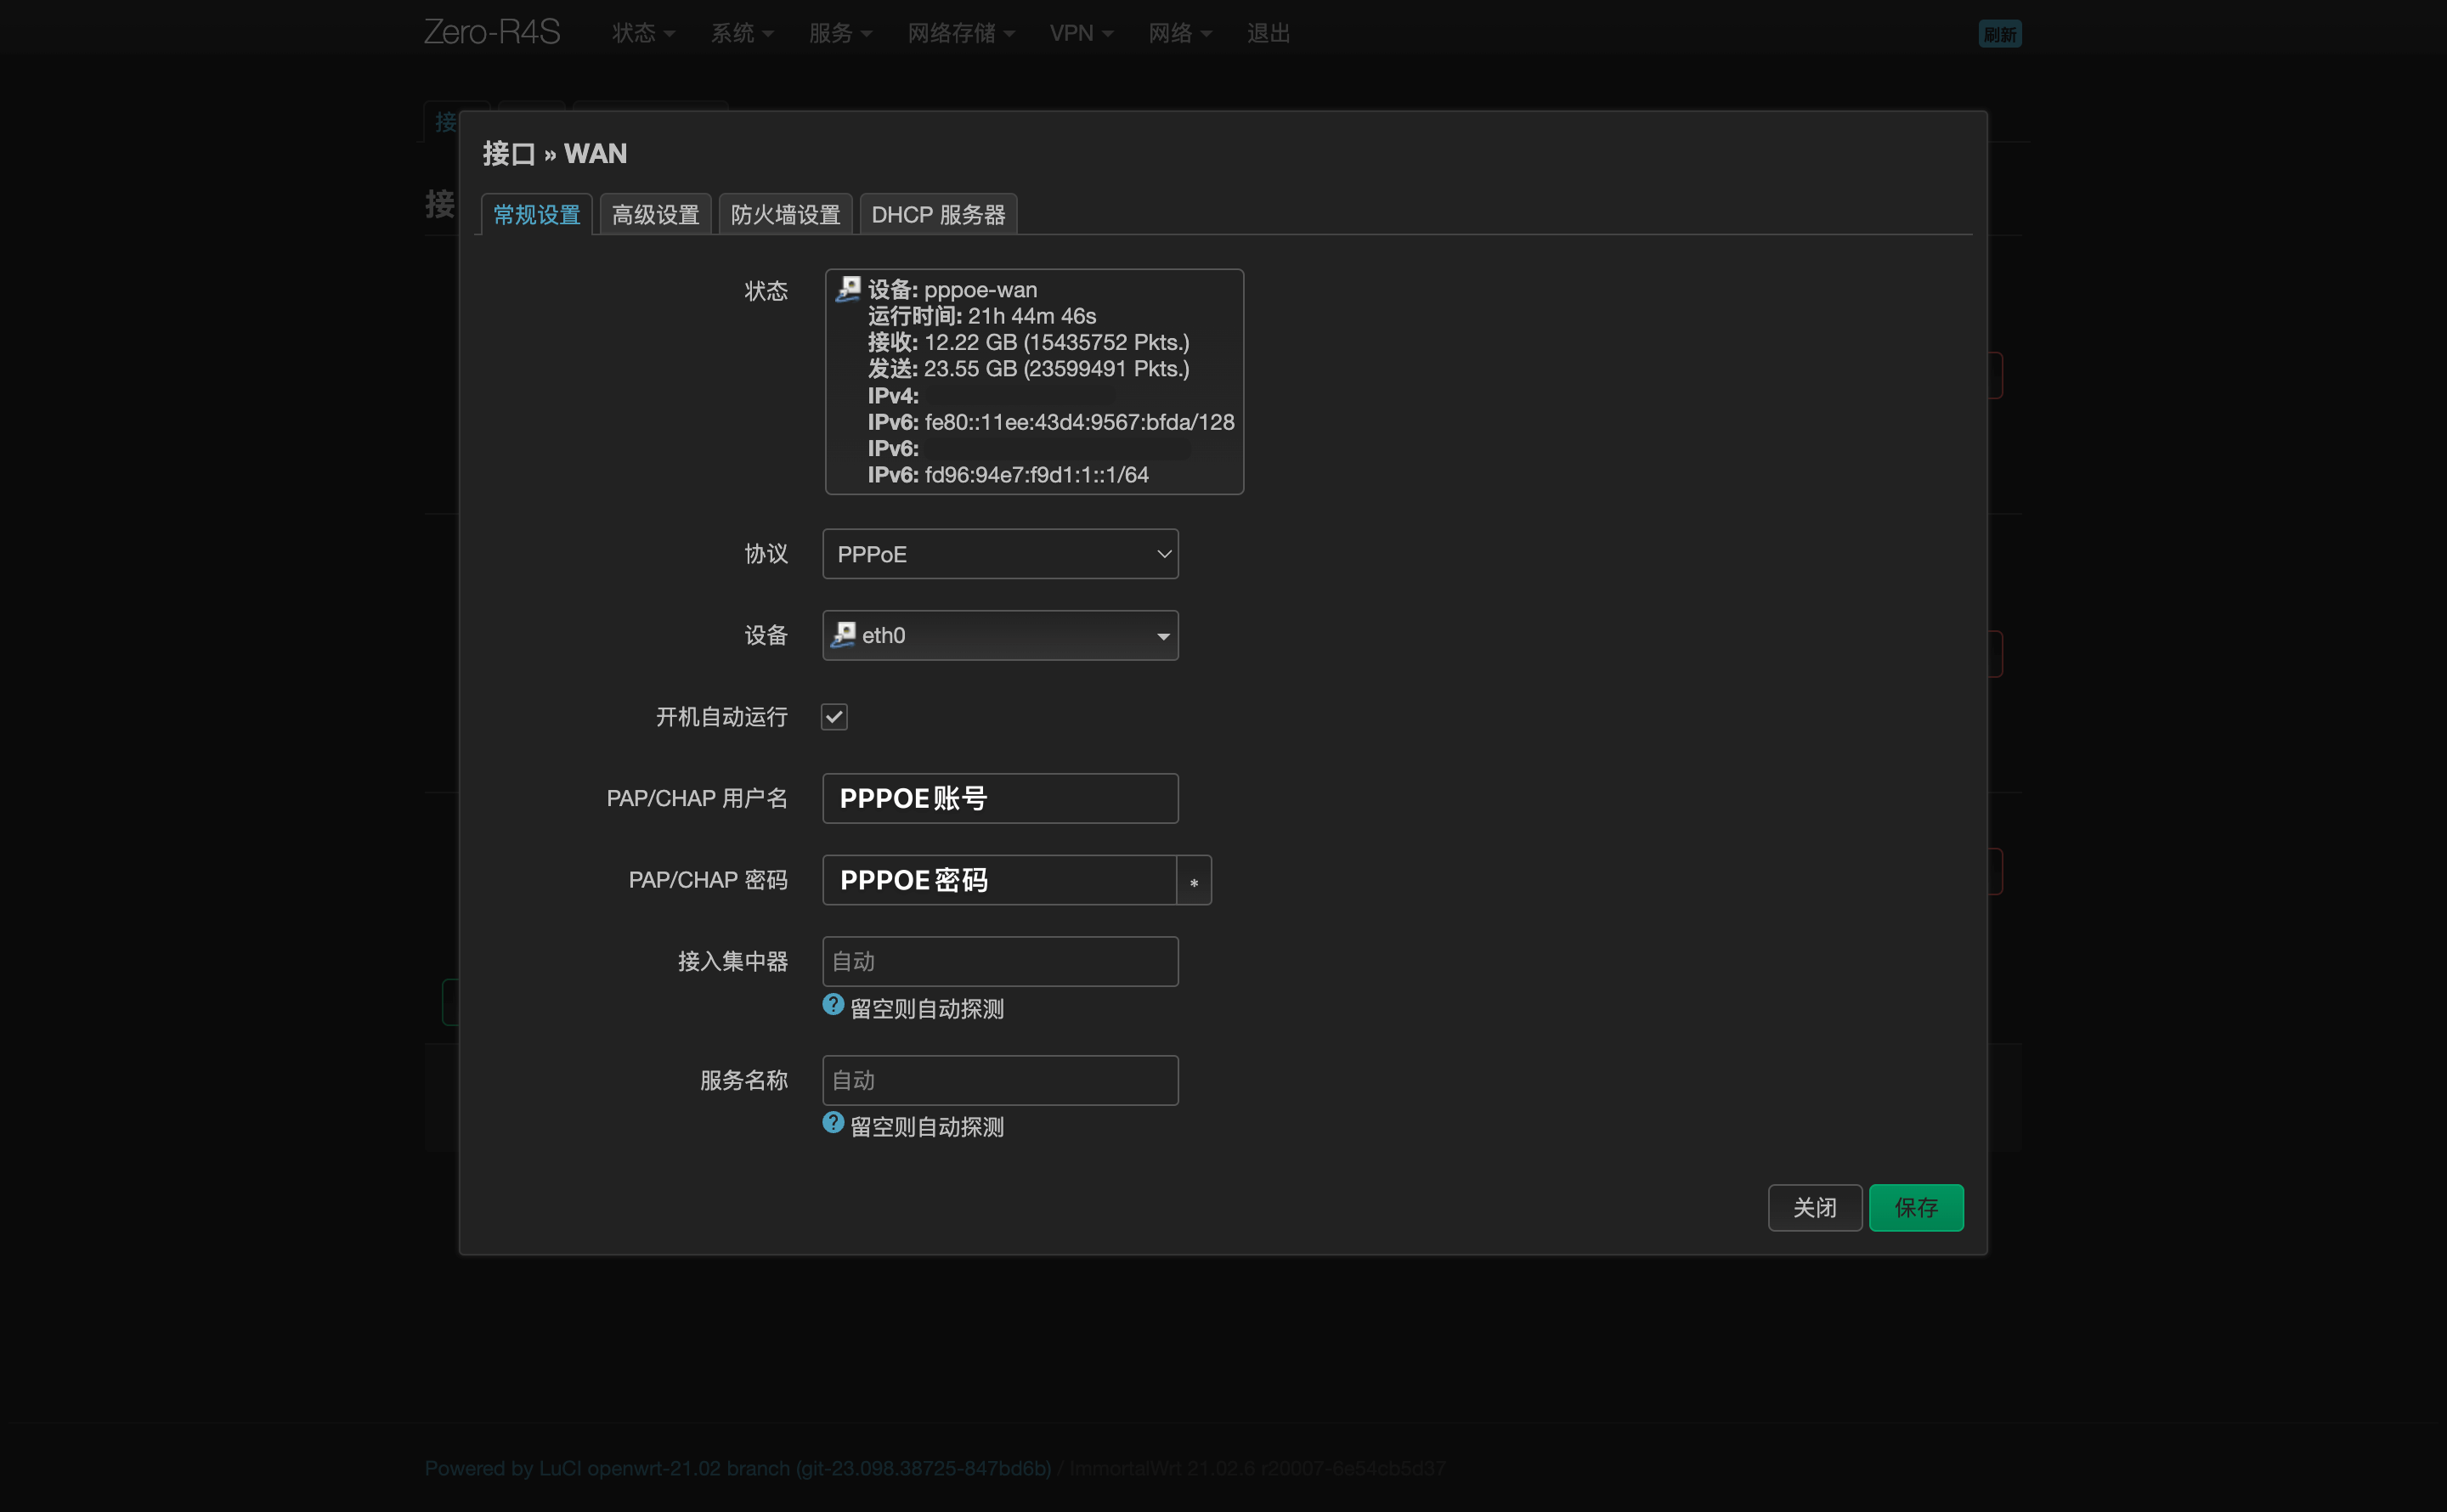 Zero-R4S 状态 系统 服务 网络存储 VPN 网络 退出 刷新
接
接
接口 » WAN
常规设置 高级设置 防火墙设置 DHCP 服务器
状态
设备: pppoe-wan
运行时间: 21h 44m 46s
接收: 12.22 GB (15435752 Pkts.)
发送: 23.55 GB (23599491 Pkts.)
IPv4:
IPv6: fe80::11ee:43d4:9567:bfda/128
IPv6:
IPv6: fd96:94e7:f9d1:1::1/64
协议 PPPoE
设备 eth0
开机自动运行
PAP/CHAP 用户名 PPPOE账号
PAP/CHAP 密码 PPPOE密码 *
接入集中器 自动
? 留空则自动探测
服务名称 自动
? 留空则自动探测
关闭 保存
Powered by LuCI openwrt-21.02 branch (git-23.098.38725-847bd6b) / ImmortalWrt 21.02.6 r20007-6e54cb5d37